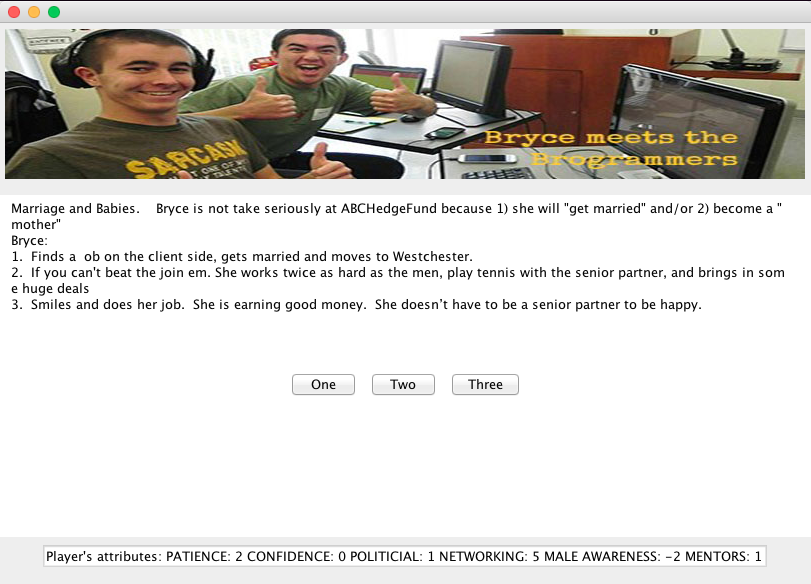 SARCASM
Bryce meets the
Brogrammers
Marriage and Babies.    Bryce is not take seriously at ABCHedgeFund because 1) she will "get married" and/or 2) become a "
mother"
Bryce:
1.  Finds a  ob on the client side, gets married and moves to Westchester.
2.  If you can't beat the join em. She works twice as hard as the men, play tennis with the senior partner, and brings in som
e huge deals
3.  Smiles and does her job.  She is earning good money.  She doesn’t have to be a senior partner to be happy.
One Two Three
Player's attributes: PATIENCE: 2 CONFIDENCE: 0 POLITICIAL: 1 NETWORKING: 5 MALE AWARENESS: -2 MENTORS: 1